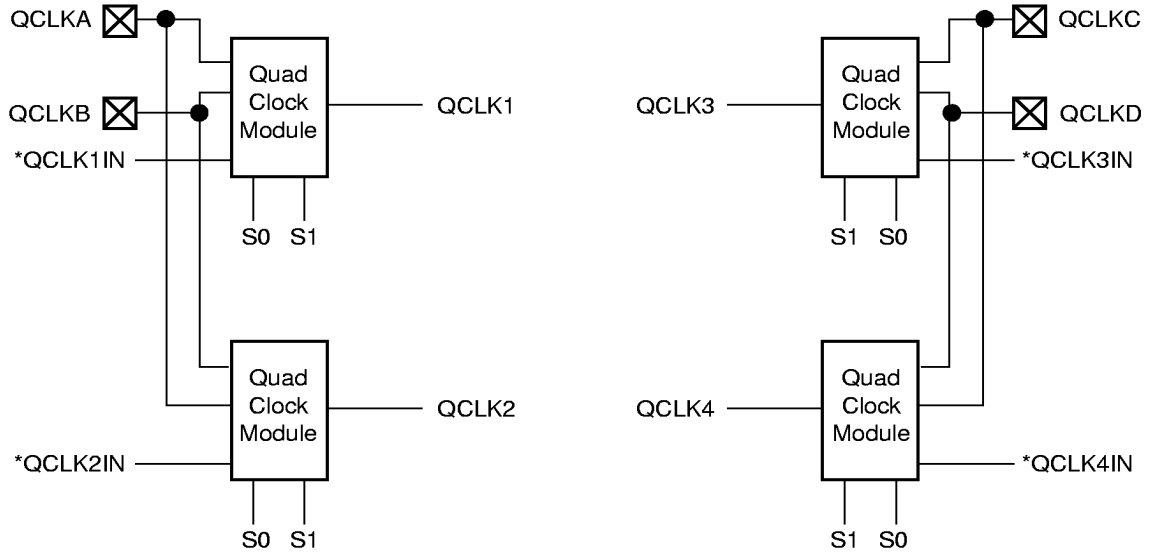 QCLKA
QCLKB
*QCLK1IN
Quad
Clock
Module
QCLK1
S0 S1
QCLK3
Quad
Clock
Module
QCLKC
QCLKD
*QCLK3IN
S1 S0
*QCLK2IN
Quad
Clock
Module
QCLK2
S0 S1
QCLK4
Quad
Clock
Module
*QCLK4IN
S1 S0